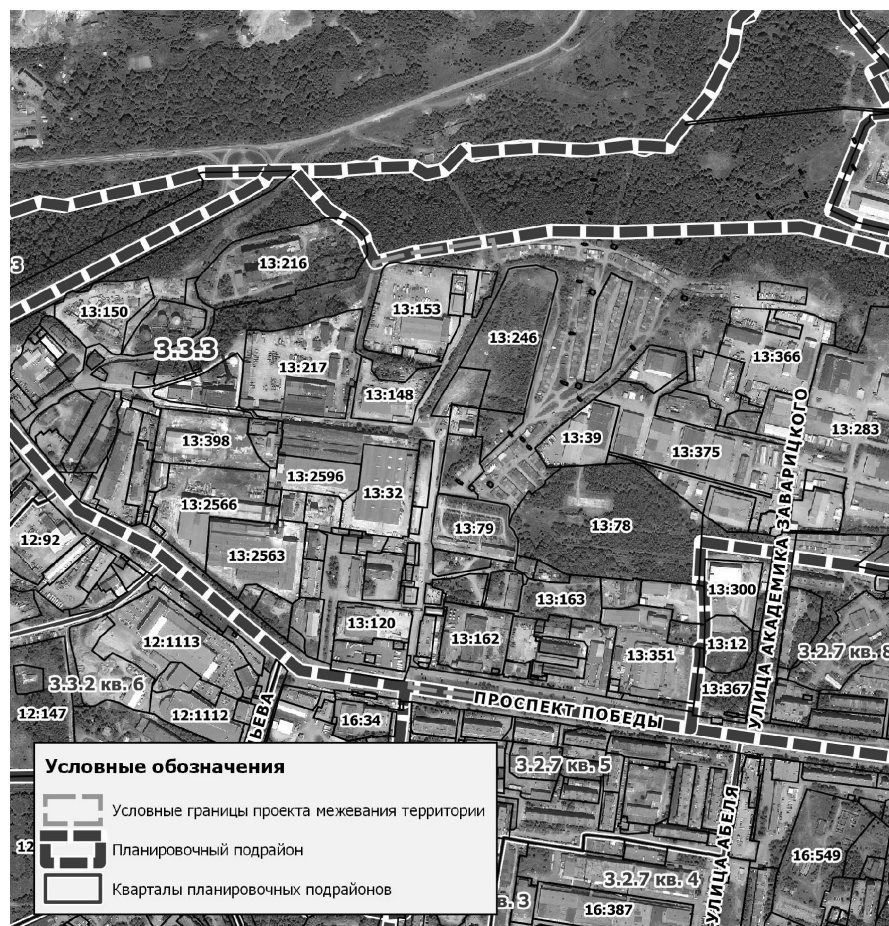 3
13:216
13:150
13:153
3.3.3
13:246
13:217
13:366
13:148
13:398
13:39
13:283
13:375
13:2596
13:32
13:2566
13:79
13:78
12:92
13:2563
УЛИЦА АКАДЕМИКА ЗАВАРИЦКОГО
13:300
13:163
13:120
13:162
12:1113
13:12
13:351
3.2.7 кв. 8
3.3.2 кв. 6
13:367
12:147
12:1112
ЬЕВА
16:34
ПРОСПЕКТ ПОБЕДЫ
3.2.7 кв. 5
Условные обозначения
Условные границы проекта межевания территории
Планировочный подрайон
Кварталы планировочных подрайонов
12
УЛИЦА АБЕЛЯ
16:549
3.2.7 кв. 4
в. 3
16:387